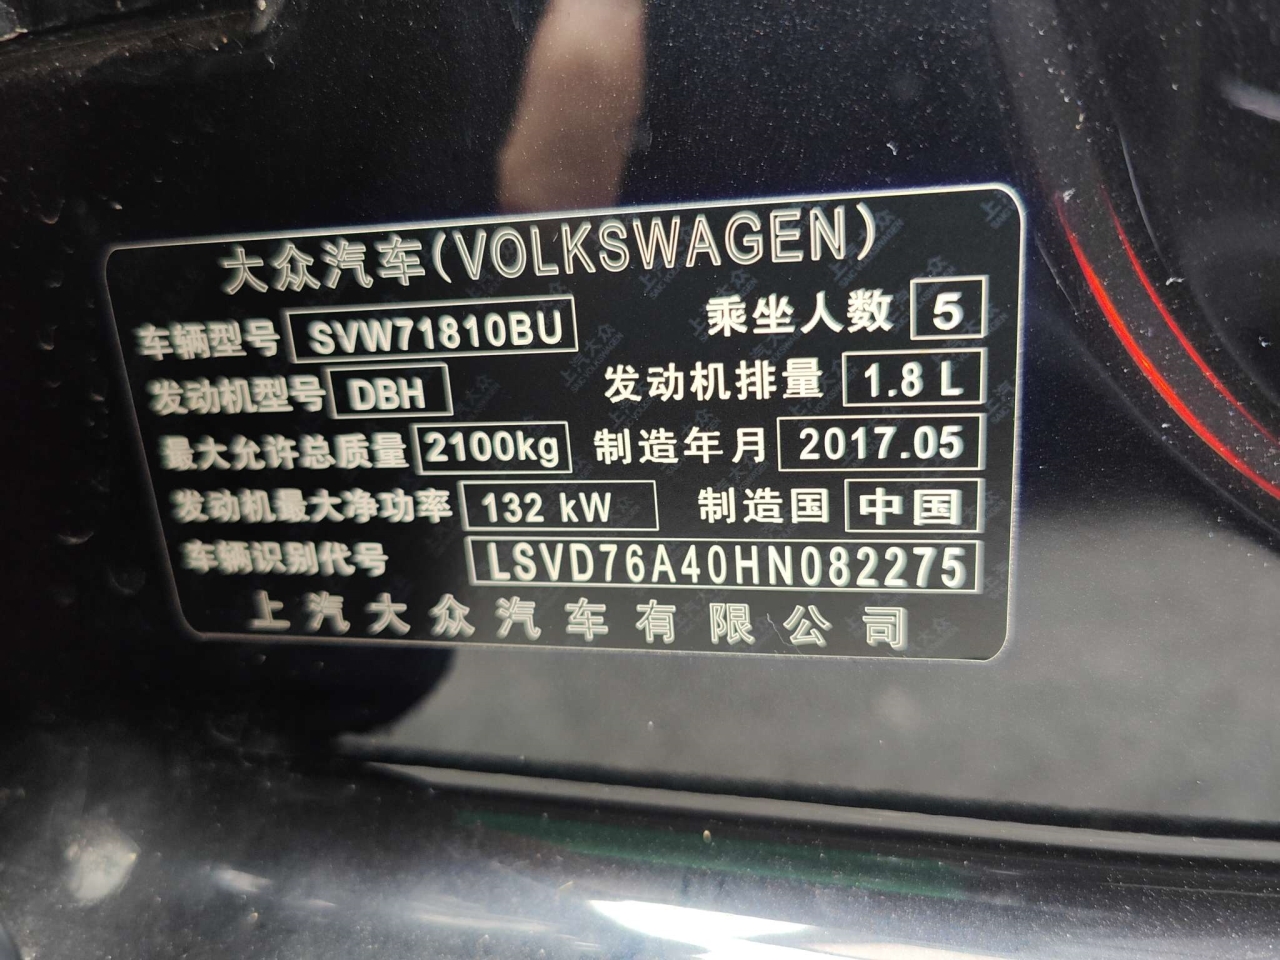 大众汽车(VOLKSWAGEN)
车辆型号 SVW71810BU 乘坐人数 5
发动机型号 DBH 发动机排量 1.8 L
最大允许总质量 2100kg 制造年月 2017.05
发动机最大净功率 132 kW 制造国 中国
车辆识别代号 LSVD76A40HN082275
上汽大众汽车有限公司